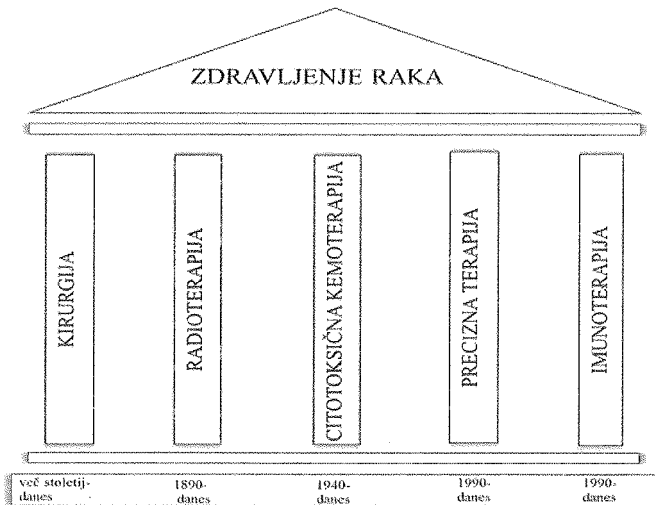 ZDRAVLJENJE RAKA
KIRURGIJA
RADIOTERAPIJA
CITOTOKSIČNA KEMOTERAPIJA
PRECIZNA TERAPIJA
IMUNOTERAPIJA
več stoletij-
danes
1890-
danes
1940-
danes
1990-
danes
1990-
danes